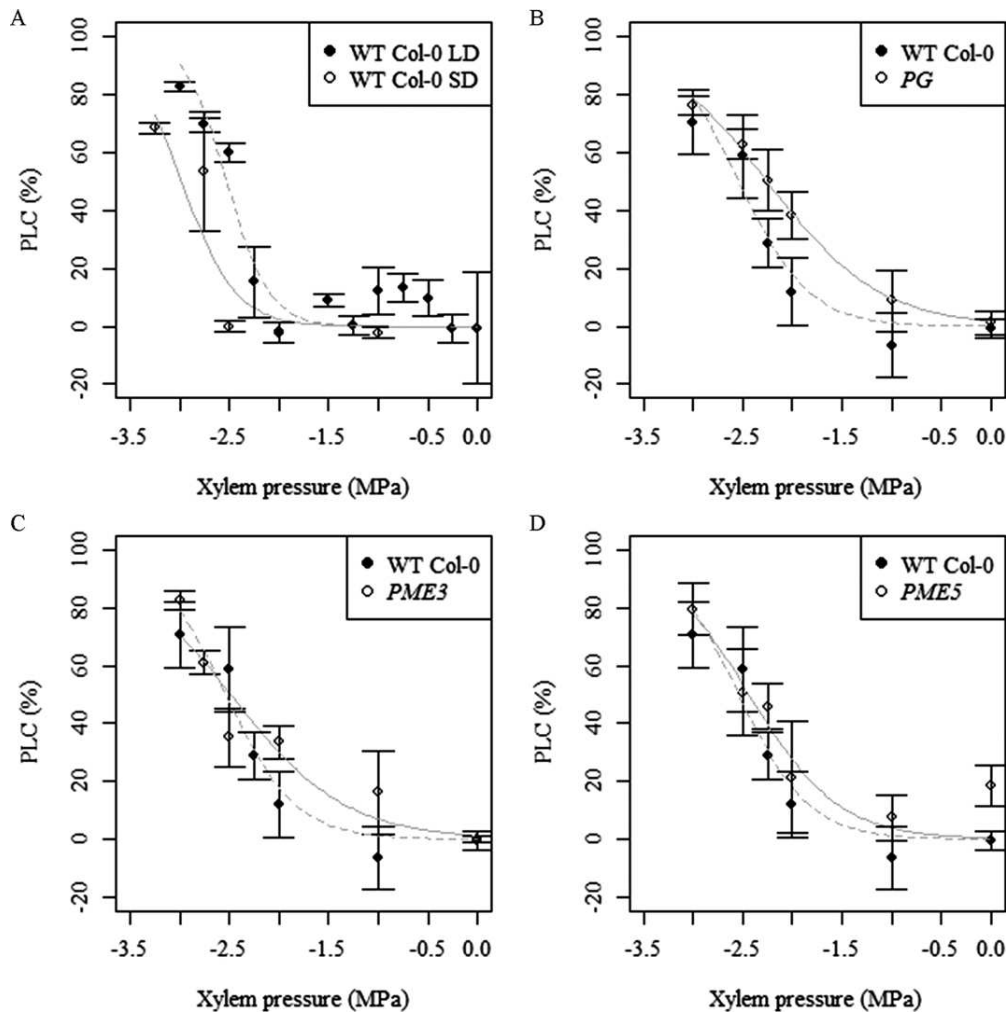 A
WT Col-0 LD
WT Col-0 SD
PLC (%)
100
80
60
40
20
0
-20
-3.5
-2.5
-1.5
-0.5
0.0
Xylem pressure (MPa)
B
WT Col-0
PG
PLC (%)
100
80
60
40
20
0
-20
-3.5
-2.5
-1.5
-0.5
0.0
Xylem pressure (MPa)
C
WT Col-0
PME3
PLC (%)
100
80
60
40
20
0
-20
-3.5
-2.5
-1.5
-0.5
0.0
Xylem pressure (MPa)
D
WT Col-0
PME5
PLC (%)
100
80
60
40
20
0
-20
-3.5
-2.5
-1.5
-0.5
0.0
Xylem pressure (MPa)